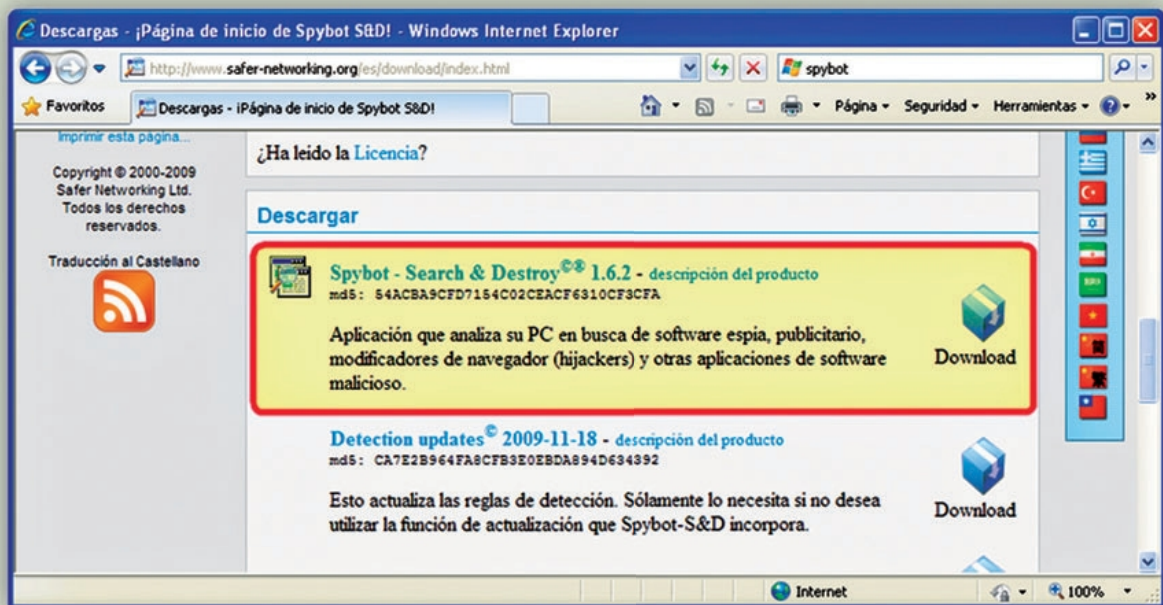 Descargas - ¡Página de inicio de Spybot S&D! - Windows Internet Explorer
http://www.safer-networking.org/es/download/index.html
spybot
Favoritos
Descargas - ¡Página de inicio de Spybot S&D!
Página
Seguridad
Herramientas
»
Imprimir esta página...
Copyright © 2000-2009
Safer Networking Ltd.
Todos los derechos
reservados.
Traducción al Castellano
¿Ha leido la Licencia?
Descargar
Spybot - Search & Destroy©® 1.6.2 - descripción del producto
md5: 54ACBA9CFD7154C02CEACF6310CF3CFA
Aplicación que analiza su PC en busca de software espia, publicitario,
modificadores de navegador (hijackers) y otras aplicaciones de software
malicioso.
Download
Detection updates© 2009-11-18 - descripción del producto
md5: CA7E2B964FA8CFB3E0EBDA894D634392
Esto actualiza las reglas de detección. Sólamente lo necesita si no desea
utilizar la función de actualización que Spybot-S&D incorpora.
Download
简
繁
Internet
100%